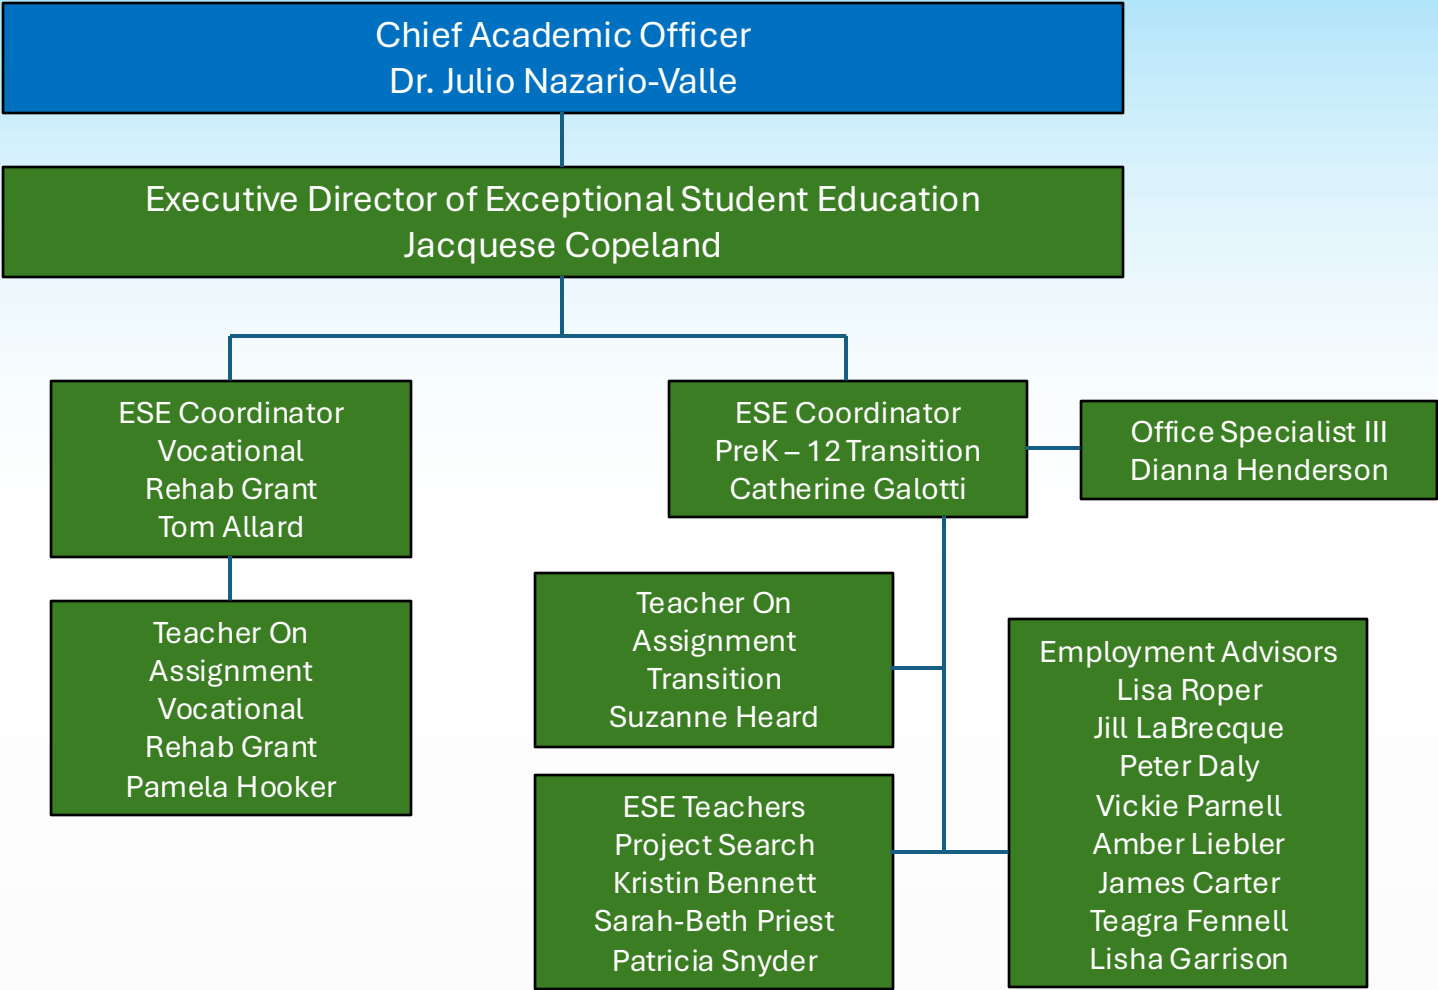 Chief Academic Officer
Dr. Julio Nazario-Valle
Executive Director of Exceptional Student Education
Jacquese Copeland
ESE Coordinator
Vocational
Rehab Grant
Tom Allard
ESE Coordinator
PreK – 12 Transition
Catherine Galotti
Office Specialist III
Dianna Henderson
Teacher On
Assignment
Vocational
Rehab Grant
Pamela Hooker
Teacher On
Assignment
Transition
Suzanne Heard
Employment Advisors
Lisa Roper
Jill LaBrecque
Peter Daly
Vickie Parnell
Amber Liebler
James Carter
Teagra Fennell
Lisha Garrison
ESE Teachers
Project Search
Kristin Bennett
Sarah-Beth Priest
Patricia Snyder